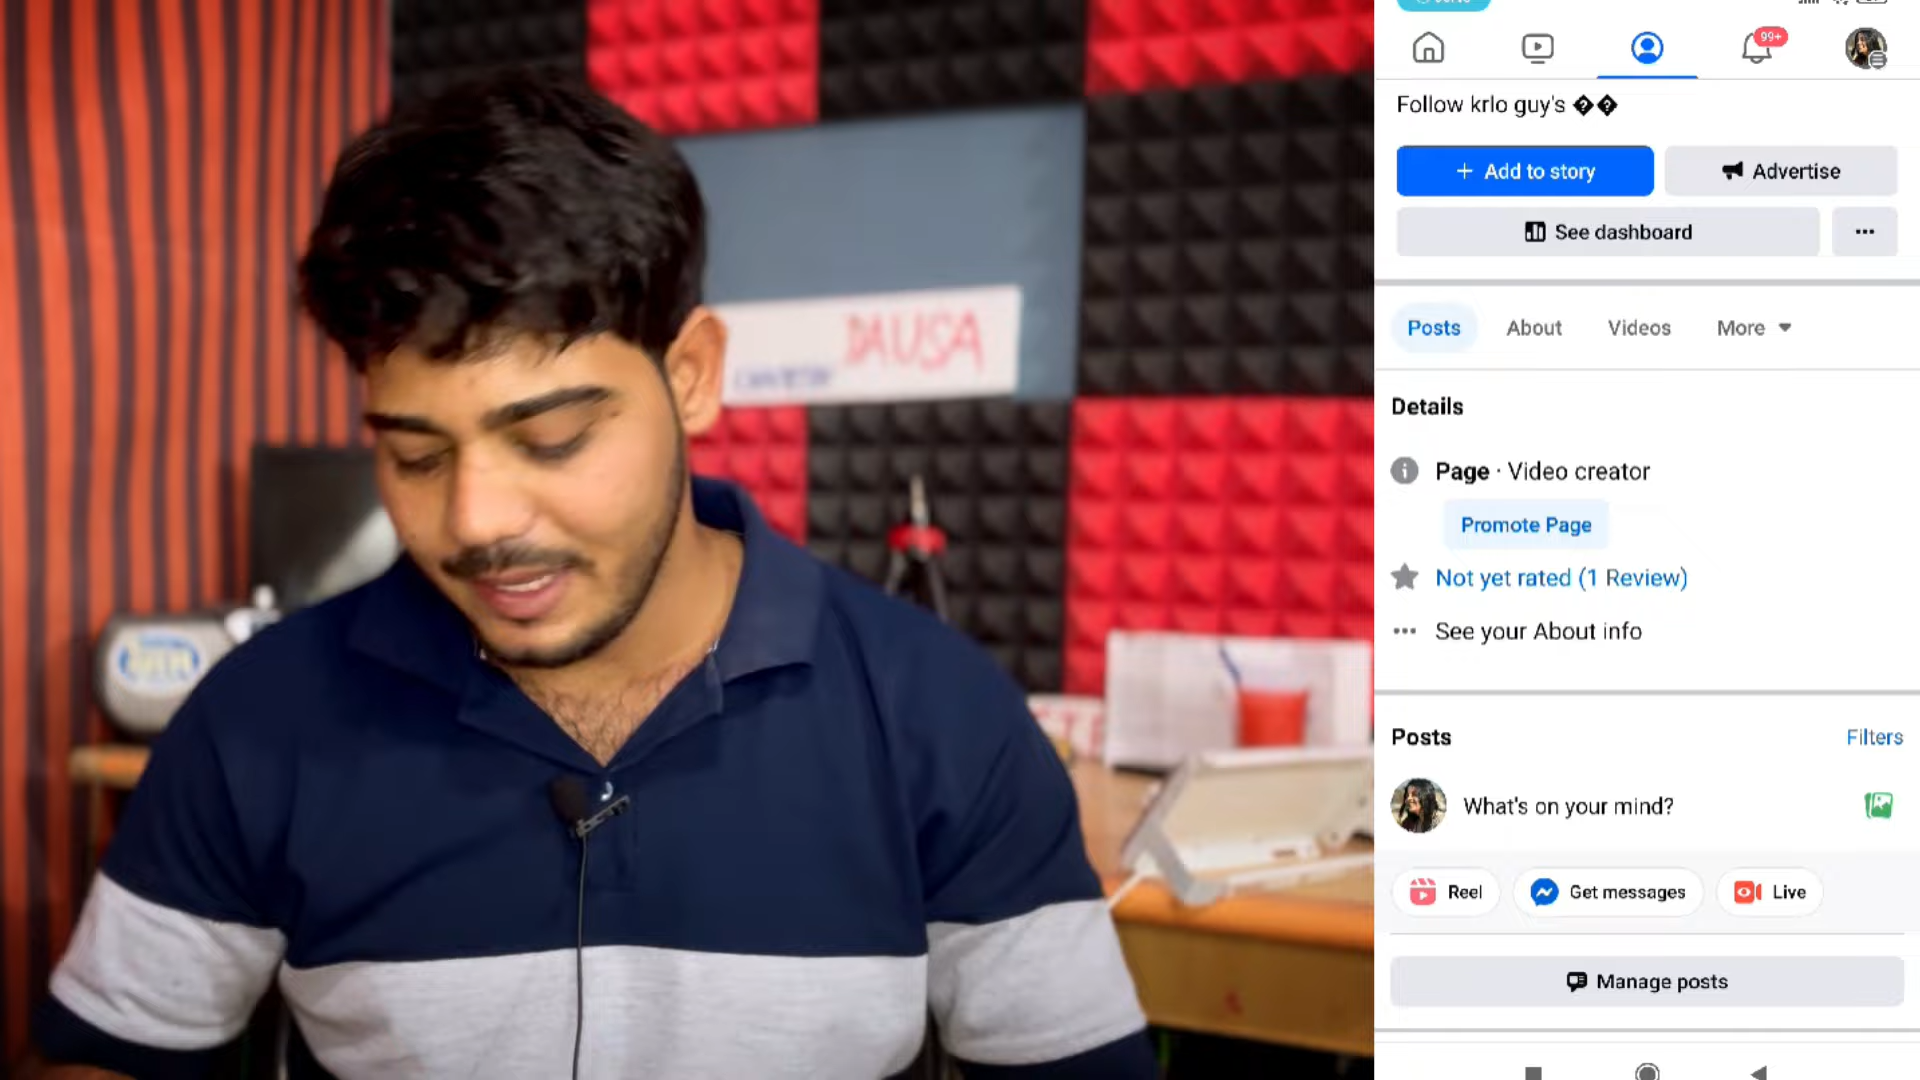 DAUSA
99+
Follow krlo guy's ��
+ Add to story
Advertise
See dashboard
Posts
About
Videos
More
Details
Page · Video creator
Promote Page
Not yet rated (1 Review)
See your About info
Posts
Filters
What's on your mind?
Reel
Get messages
Live
Manage posts